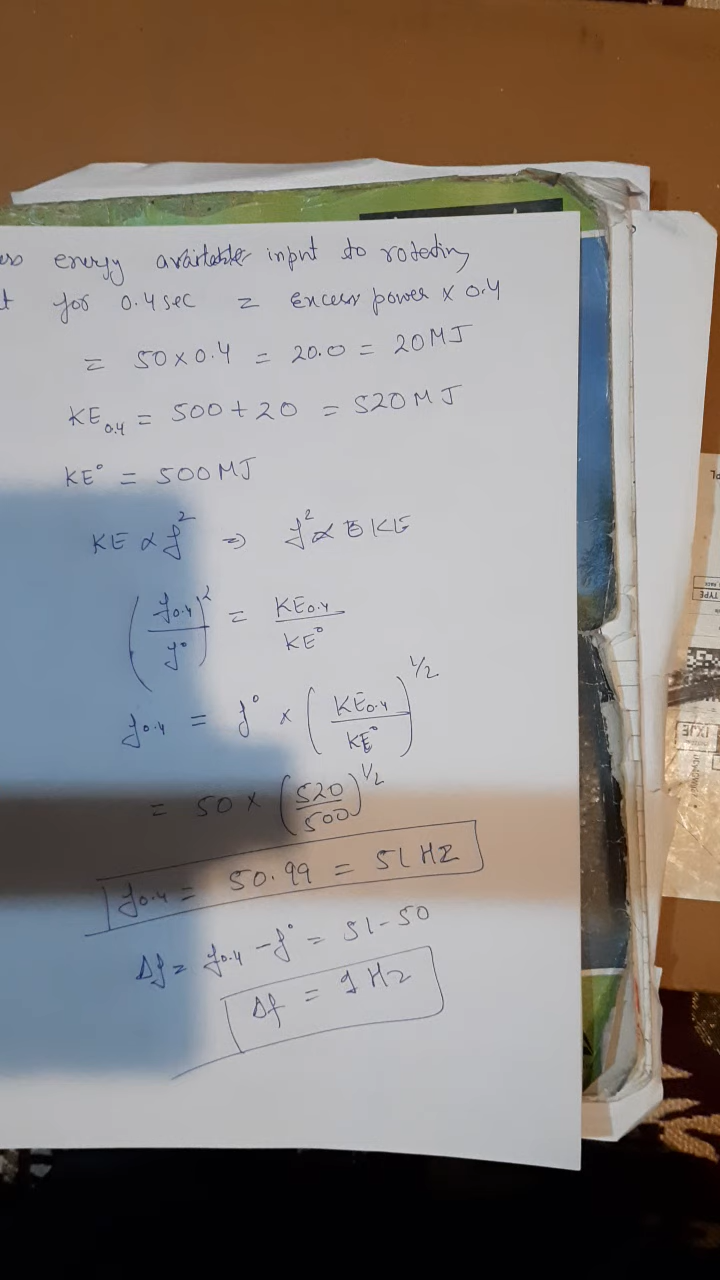 energy available input to rotating
for 0.4 sec = Excess power × 0.4
= 50 × 0.4 = 20.0 = 20 MJ
KE0.4 = 500 + 20 = 520 MJ
KE° = 500 MJ
KE ∝ f² ⇒ f² ∝ KE
(f0.4/f°)² = KE0.4/KE°
f0.4 = f° × (KE0.4/KE°)^1/2
= 50 × (520/500)^1/2
f0.4 = 50.99 = 51 HZ
Δf = f0.4 - f° = 51-50
Δf = 1 Hz
TYPE
IXJE